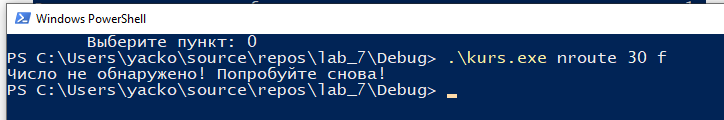 Windows PowerShell
Выберите пункт: 0
PS C:\Users\yacko\source\repos\lab_7\Debug> .\kurs.exe nroute 30 f
Число не обнаружено! Попробуйте снова!
PS C:\Users\yacko\source\repos\lab_7\Debug> _